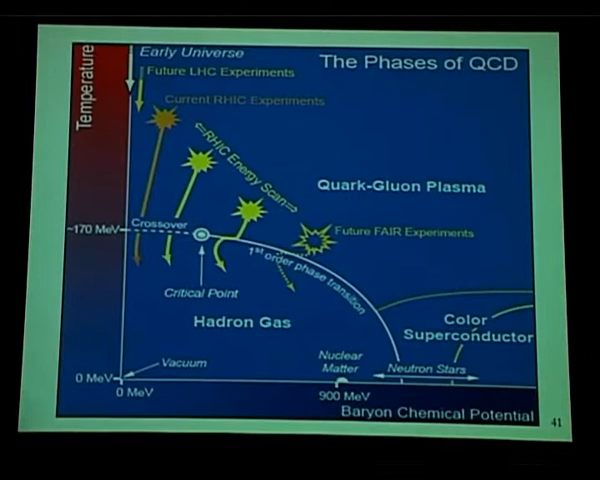 Early Universe
The Phases of QCD
Temperature
Future LHC Experiments
Current RHIC Experiments
⇐RHIC Energy Scan⇒
Quark-Gluon Plasma
~170 MeV
Crossover
Future FAIR Experiments
1st order phase transition
Critical Point
Hadron Gas
Color
Superconductor
Nuclear
Matter
Vacuum
Neutron Stars
0 MeV
0 MeV
900 MeV
Baryon Chemical Potential
41